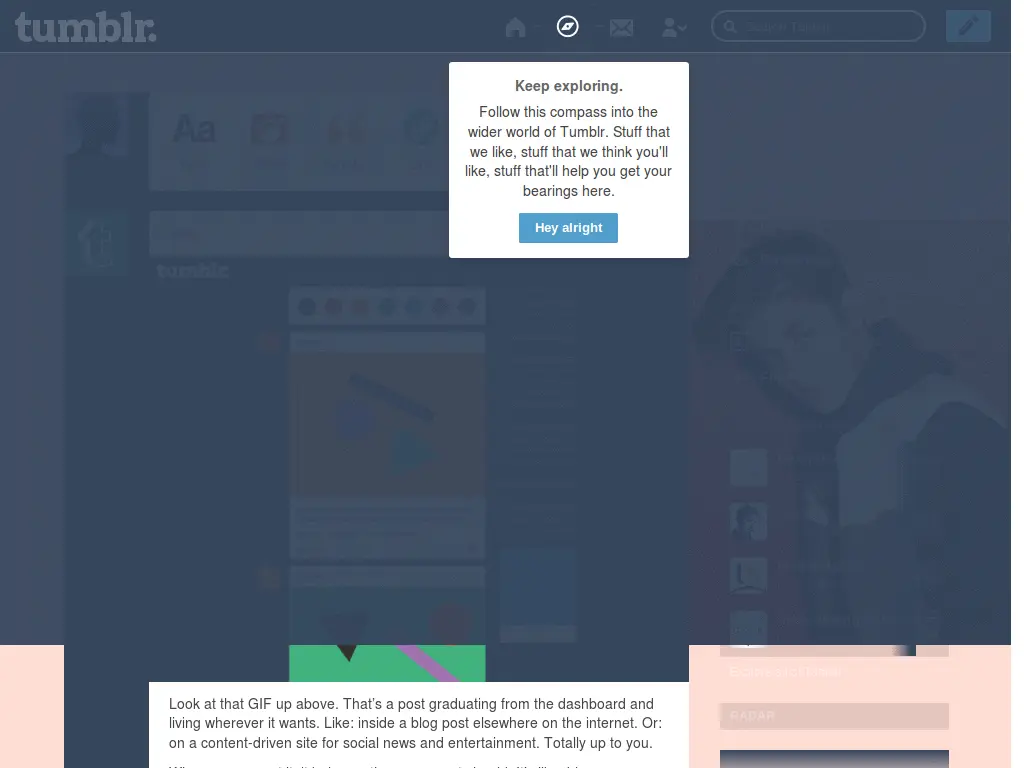 tumblr.
Search Tumblr
Keep exploring.
Follow this compass into the
wider world of Tumblr. Stuff that
we like, stuff that we think you'll
like, stuff that'll help you get your
bearings here.
Hey alright
Aa
tumblr.
Look at that GIF up above. That’s a post graduating from the dashboard and
living wherever it wants. Like: inside a blog post elsewhere on the internet. Or:
on a content-driven site for social news and entertainment. Totally up to you.
RADAR